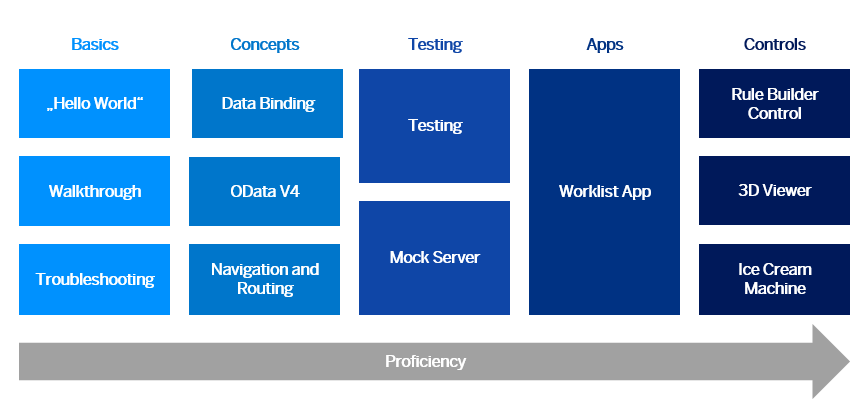 Basics
„Hello World“
Walkthrough
Troubleshooting
Concepts
Data Binding
OData V4
Navigation and
Routing
Testing
Testing
Mock Server
Apps
Worklist App
Controls
Rule Builder
Control
3D Viewer
Ice Cream
Machine
Proficiency